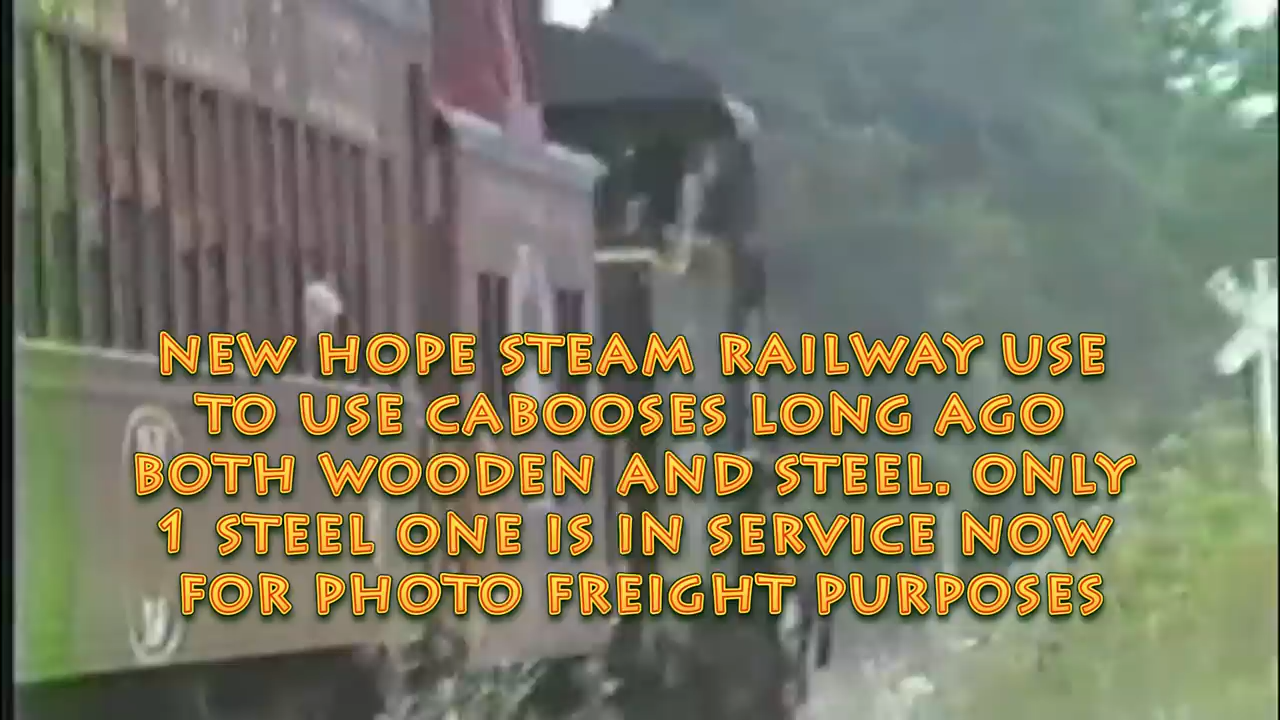 NEW HOPE STEAM RAILWAY USE
TO USE CABOOSES LONG AGO
BOTH WOODEN AND STEEL. ONLY
1 STEEL ONE IS IN SERVICE NOW
FOR PHOTO FREIGHT PURPOSES